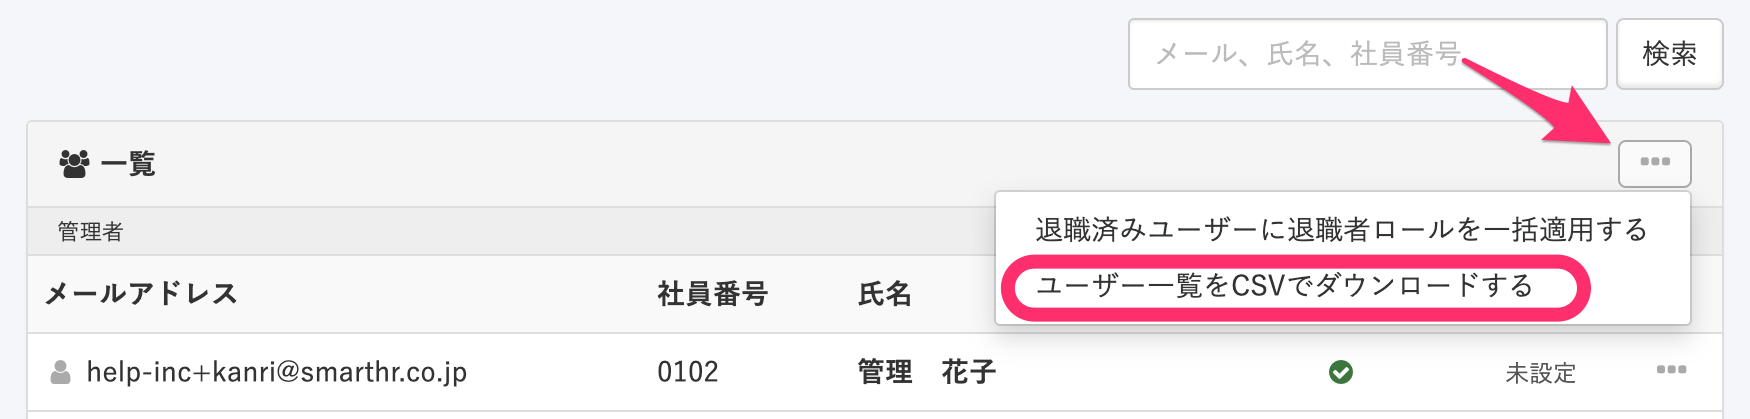 メール、氏名、社員番号
検索
一覧
管理者
退職済みユーザーに退職者ロールを一括適用する
ユーザー一覧をCSVでダウンロードする
メールアドレス 社員番号 氏名
help-inc+kanri@smarthr.co.jp 0102 管理　花子 未設定